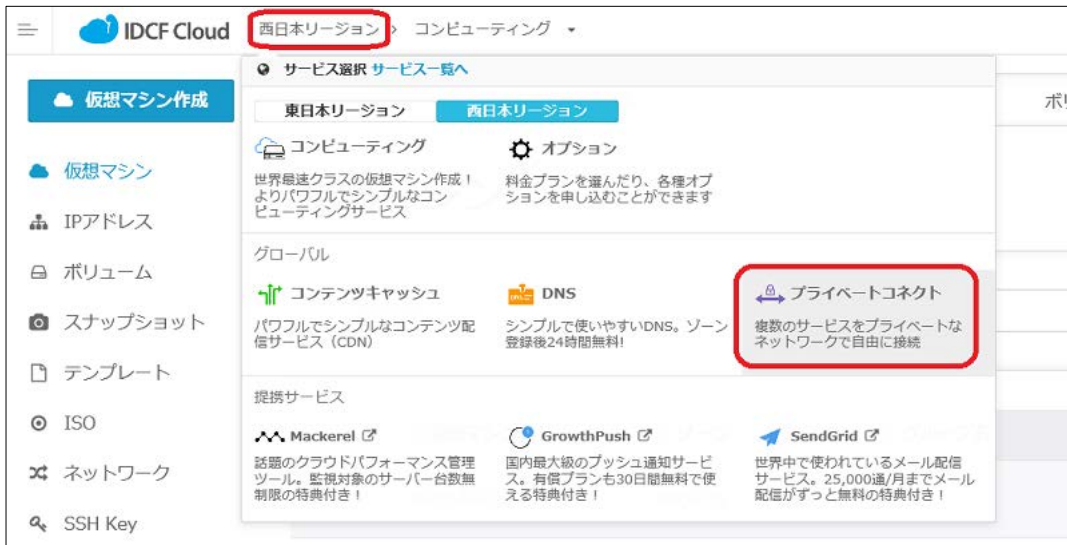 IDCF Cloud 西日本リージョン › コンピューティング
サービス選択 サービス一覧へ
仮想マシン作成
東日本リージョン 西日本リージョン
仮想マシン
IPアドレス
ボリューム
スナップショット
テンプレート
ISO
ネットワーク
SSH Key
コンピューティング
世界最速クラスの仮想マシン作成！
よりパワフルでシンプルなコン
ピューティングサービス
オプション
料金プランを選んだり、各種オプ
ションを申し込むことができます
グローバル
コンテンツキャッシュ
パワフルでシンプルなコンテンツ配
信サービス（CDN）
DNS
シンプルで使いやすいDNS。ゾーン
登録後24時間無料!
プライベートコネクト
複数のサービスをプライベートな
ネットワークで自由に接続
提携サービス
Mackerel
話題のクラウドパフォーマンス管理
ツール。監視対象のサーバー台数無
制限の特典付き！
GrowthPush
国内最大級のプッシュ通知サービ
ス。有償プランも30日間無料で使
える特典付き！
SendGrid
世界中で使われているメール配信
サービス。25,000通/月までメール
配信がずっと無料の特典付き！